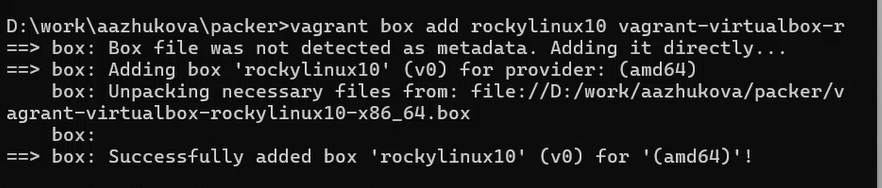 D:\work\aazhukova\packer>vagrant box add rockylinux10 vagrant-virtualbox-r
==> box: Box file was not detected as metadata. Adding it directly...
==> box: Adding box 'rockylinux10' (v0) for provider: (amd64)
    box: Unpacking necessary files from: file://D:/work/aazhukova/packer/v
agrant-virtualbox-rockylinux10-x86_64.box
    box:
==> box: Successfully added box 'rockylinux10' (v0) for '(amd64)'!